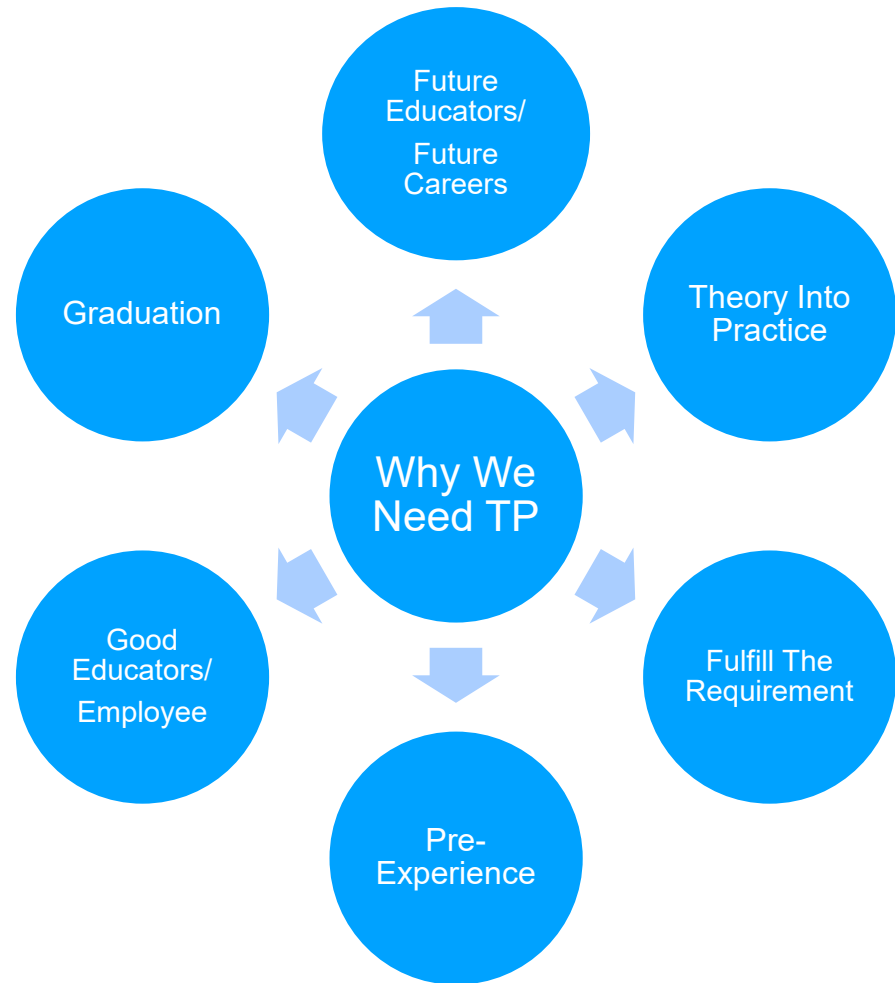 Future
Educators/
Future
Careers
Graduation
Theory Into
Practice
Why We
Need TP
Good
Educators/
Employee
Fulfill The
Requirement
Pre-
Experience